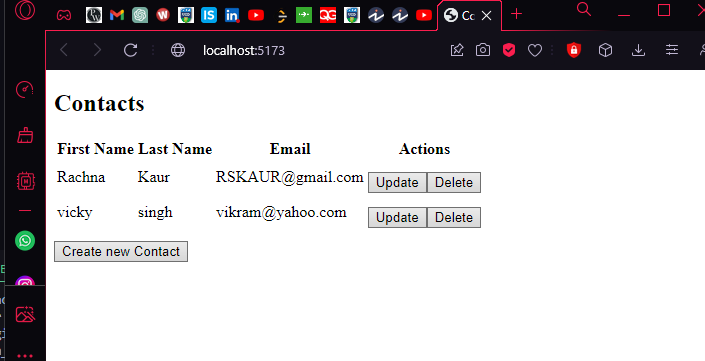 Cc
localhost:5173
Contacts
First Name Last Name Email Actions
Rachna Kaur RSKAUR@gmail.com Update Delete
vicky singh vikram@yahoo.com Update Delete
Create new Contact